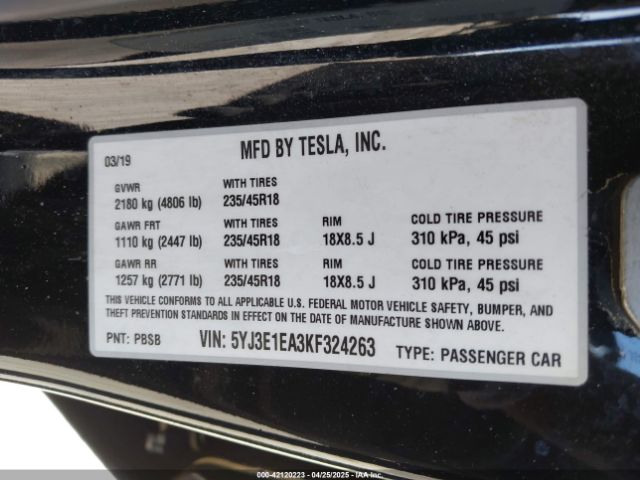 MFD BY TESLA, INC.
03/19
GVWR WITH TIRES
2180 kg (4806 lb) 235/45R18
GAWR FRT WITH TIRES RIM COLD TIRE PRESSURE
1110 kg (2447 lb) 235/45R18 18X8.5 J 310 kPa, 45 psi
GAWR RR WITH TIRES RIM COLD TIRE PRESSURE
1257 kg (2771 lb) 235/45R18 18X8.5 J 310 kPa, 45 psi
THIS VEHICLE CONFORMS TO ALL APPLICABLE U.S. FEDERAL MOTOR VEHICLE SAFETY, BUMPER, AND
THEFT PREVENTION STANDARDS IN EFFECT ON THE DATE OF MANUFACTURE SHOWN ABOVE.
PNT: PBSB VIN: 5YJ3E1EA3KF324263 TYPE: PASSENGER CAR
000-42120223 - 04/25/2025 - IAAI.COM